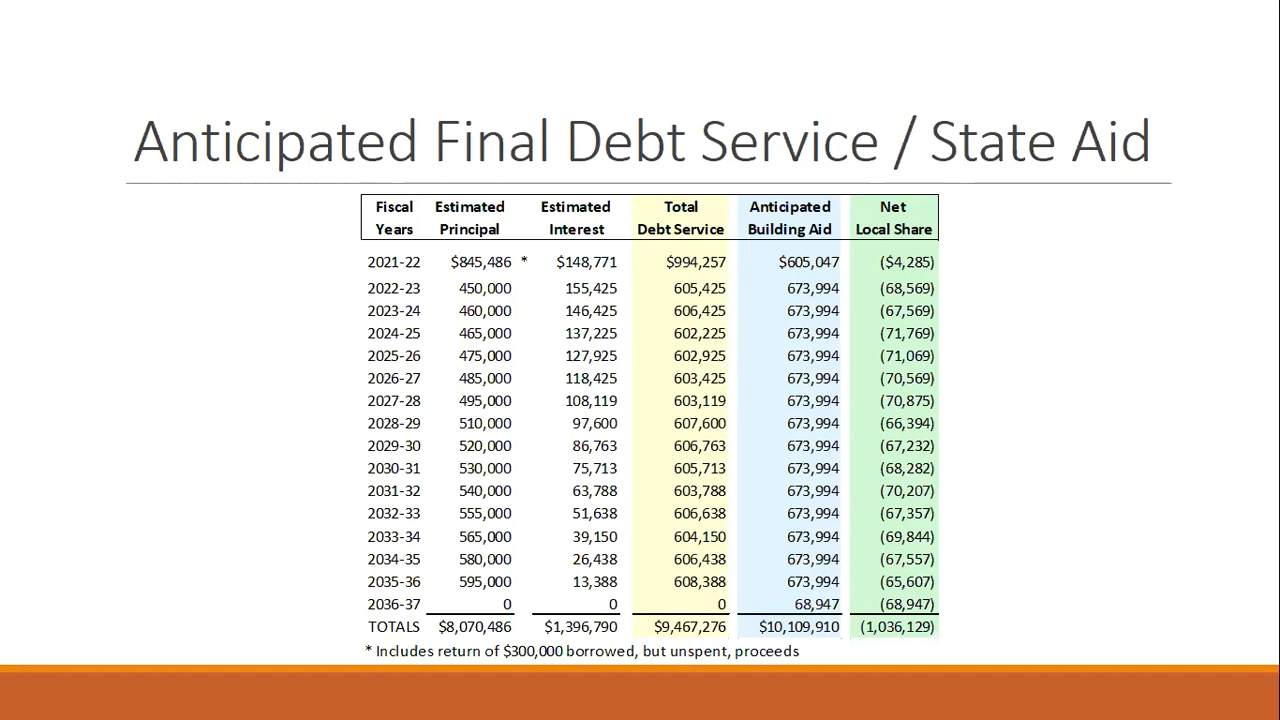 Anticipated Final Debt Service / State Aid
Fiscal Estimated Estimated Total Anticipated Net
Years Principal Interest Debt Service Building Aid Local Share
2021-22 $845,486 * $148,771 $994,257 $605,047 ($4,285)
2022-23 450,000 155,425 605,425 673,994 (68,569)
2023-24 460,000 146,425 606,425 673,994 (67,569)
2024-25 465,000 137,225 602,225 673,994 (71,769)
2025-26 475,000 127,925 602,925 673,994 (71,069)
2026-27 485,000 118,425 603,425 673,994 (70,569)
2027-28 495,000 108,119 603,119 673,994 (70,875)
2028-29 510,000 97,600 607,600 673,994 (66,394)
2029-30 520,000 86,763 606,763 673,994 (67,232)
2030-31 530,000 75,713 605,713 673,994 (68,282)
2031-32 540,000 63,788 603,788 673,994 (70,207)
2032-33 555,000 51,638 606,638 673,994 (67,357)
2033-34 565,000 39,150 604,150 673,994 (69,844)
2034-35 580,000 26,438 606,438 673,994 (67,557)
2035-36 595,000 13,388 608,388 673,994 (65,607)
2036-37 0 0 0 68,947 (68,947)
TOTALS $8,070,486 $1,396,790 $9,467,276 $10,109,910 (1,036,129)
* Includes return of $300,000 borrowed, but unspent, proceeds